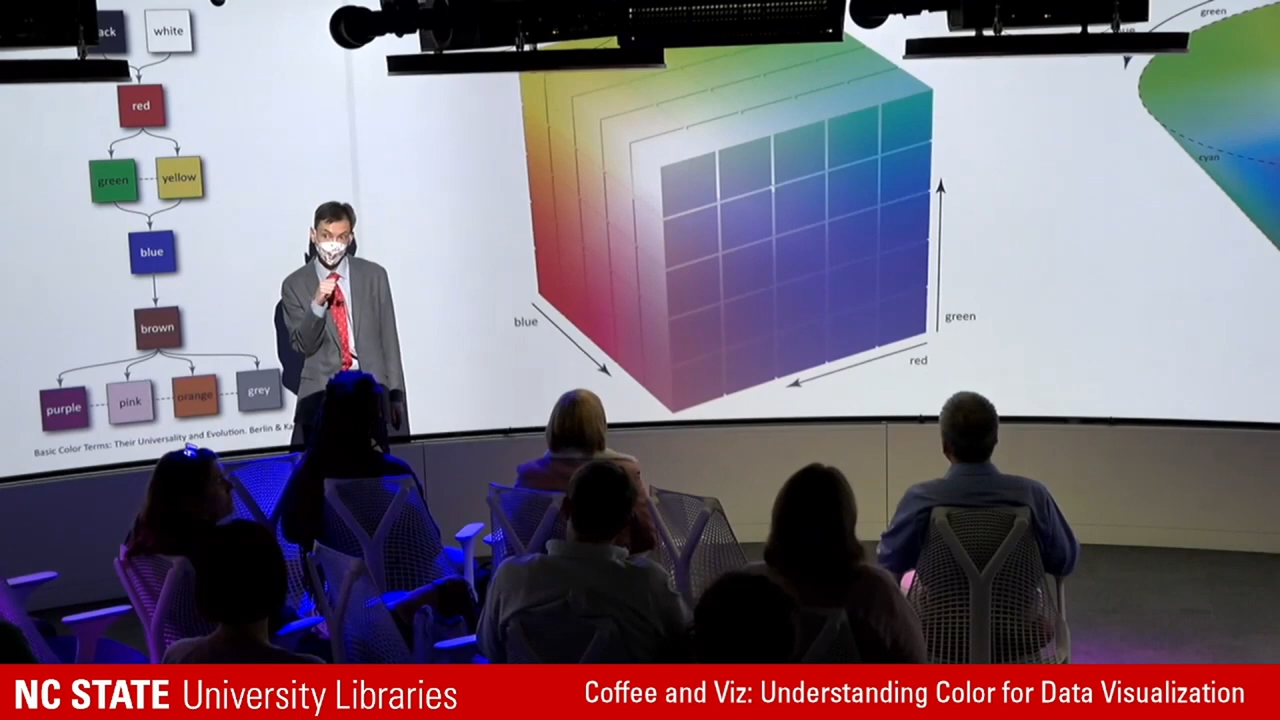 white
red
green
yellow
blue
brown
purple
pink
orange
grey
Basic Color Terms: Their Universality and Evolution. Berlin &
blue
green
red
green
cyan
NC STATE University Libraries
Coffee and Viz: Understanding Color for Data Visualization